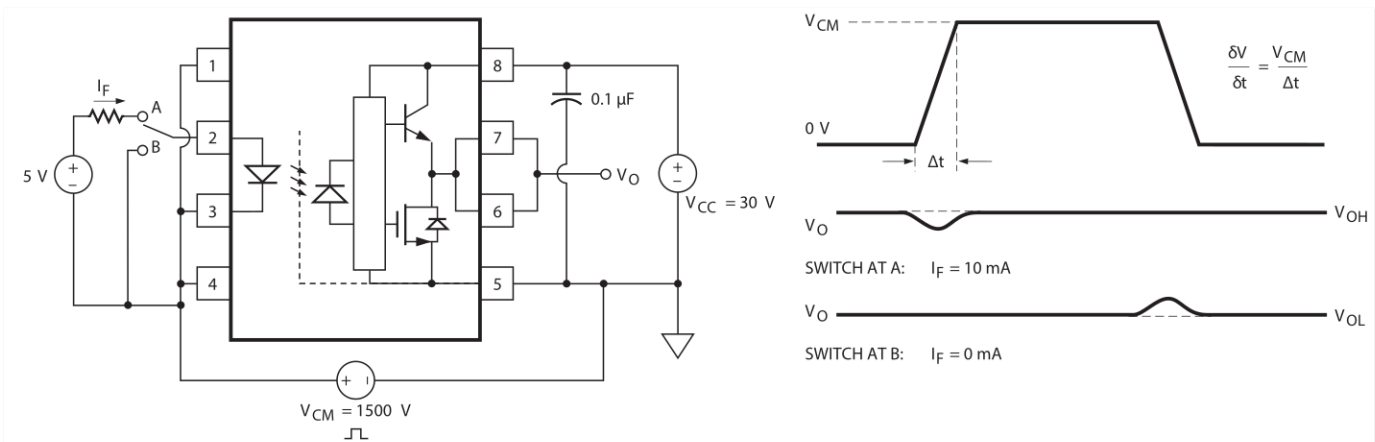 I_F
A
B
5 V
+
−
1
2
3
4
8
7
6
5
0.1 µF
V_O
+
−
V_CC = 30 V
+ −
V_CM = 1500 V
V_CM
δV/δt = V_CM/Δt
0 V
Δt
V_O
V_OH
SWITCH AT A: I_F = 10 mA
V_O
V_OL
SWITCH AT B: I_F = 0 mA